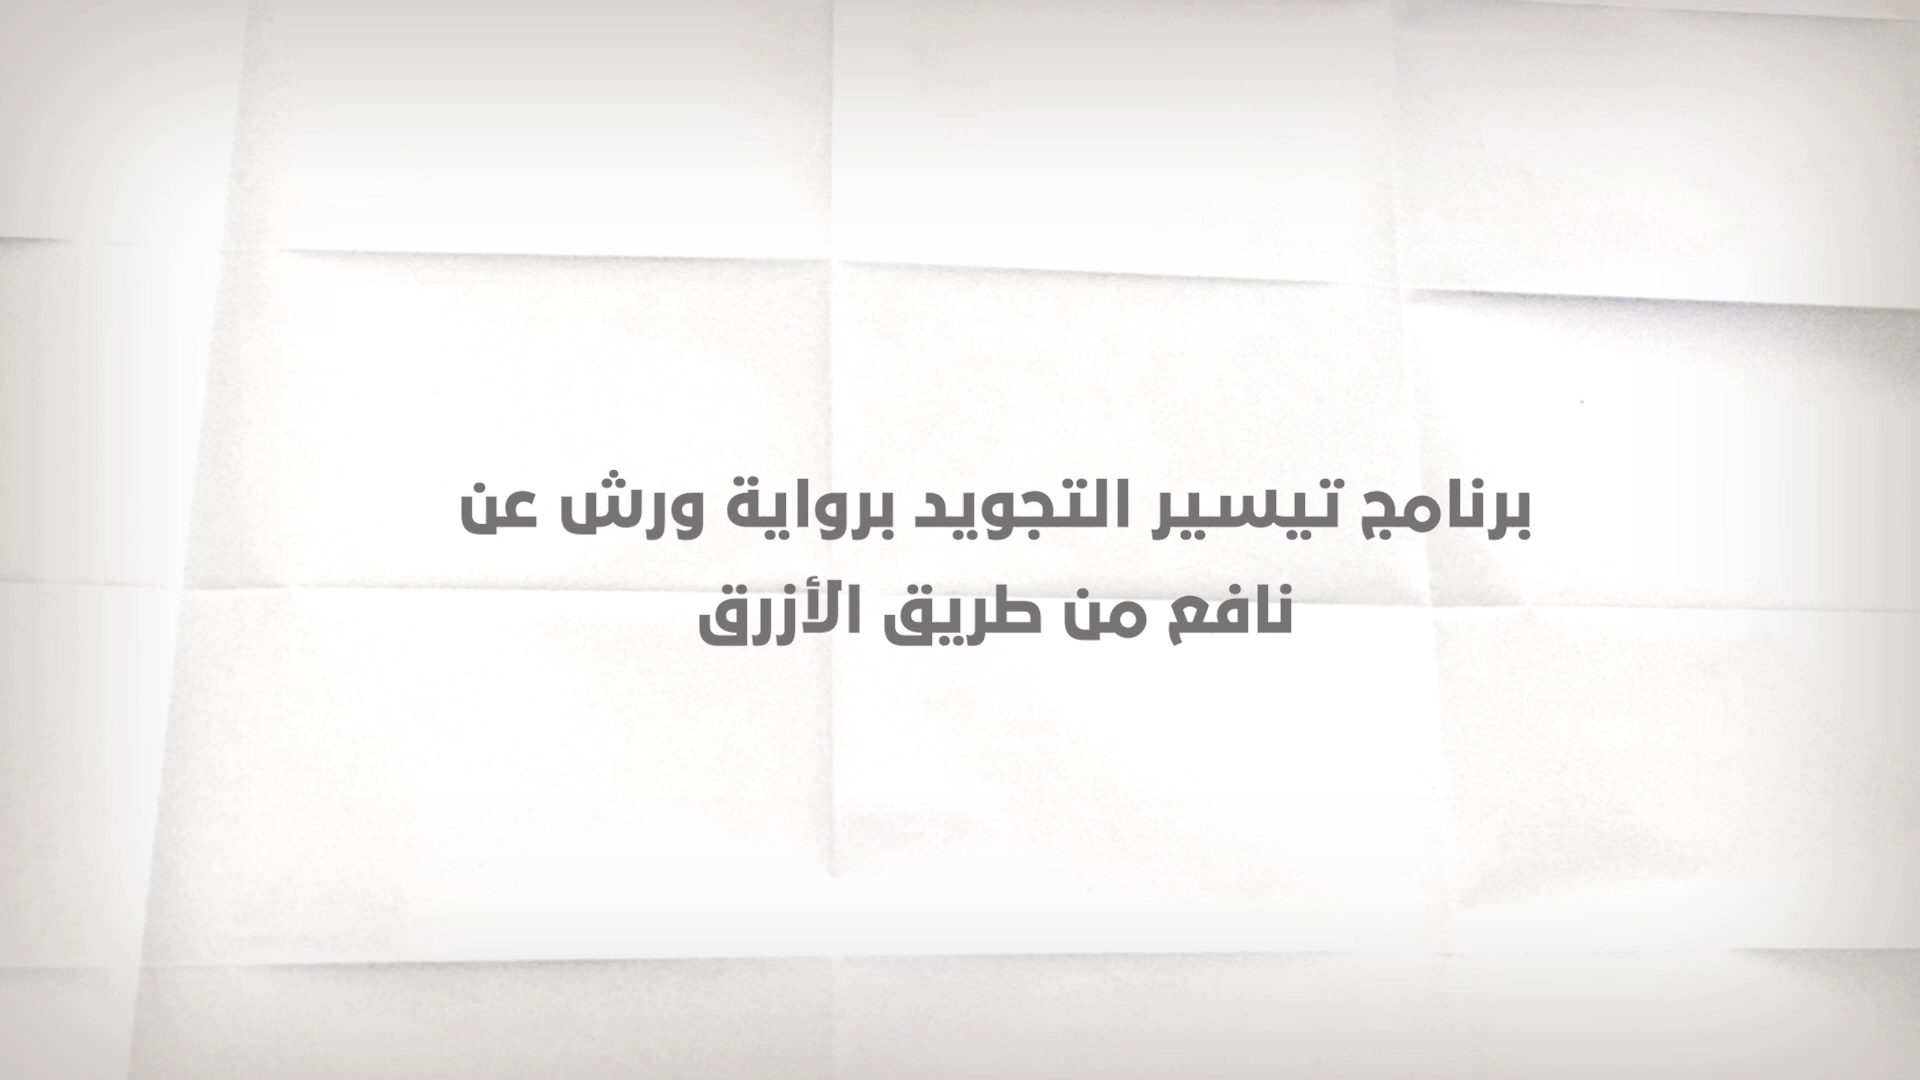 برنامج تيسير التجويد برواية ورش عن
نافع من طريق الأزرق